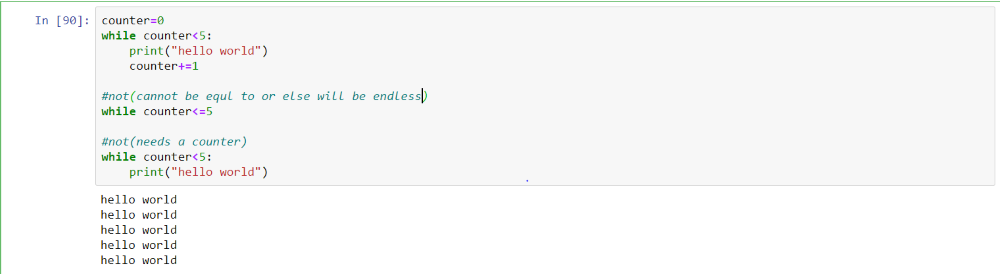 In [90]: counter=0
while counter<5:
    print("hello world")
    counter+=1

#not(cannot be equl to or else will be endless)
while counter<=5

#not(needs a counter)
while counter<5:
    print("hello world")
hello world
hello world
hello world
hello world
hello world